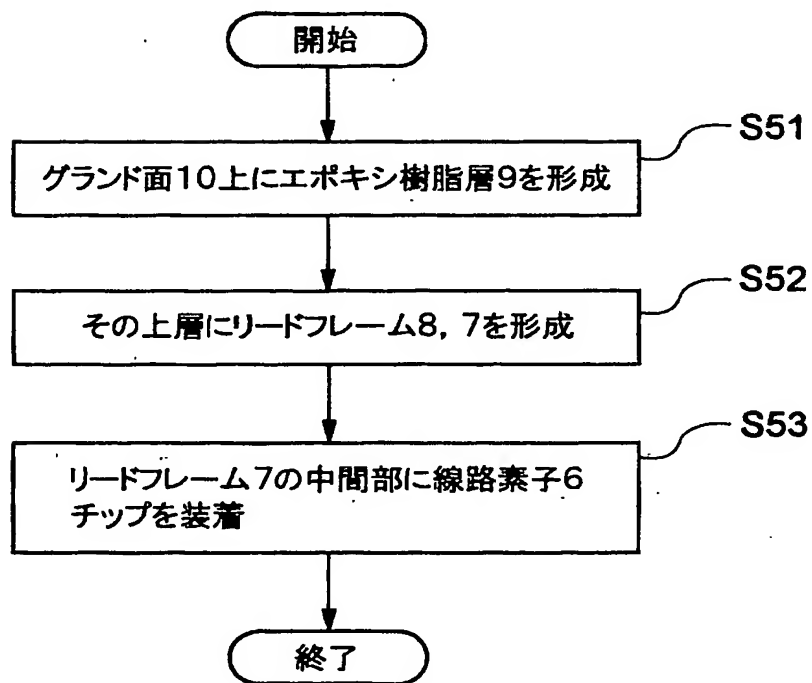 開始
S51
グランド面10上にエポキシ樹脂層9を形成
S52
その上層にリードフレーム8，7を形成
S53
リードフレーム7の中間部に線路素子6
チップを装着
終了